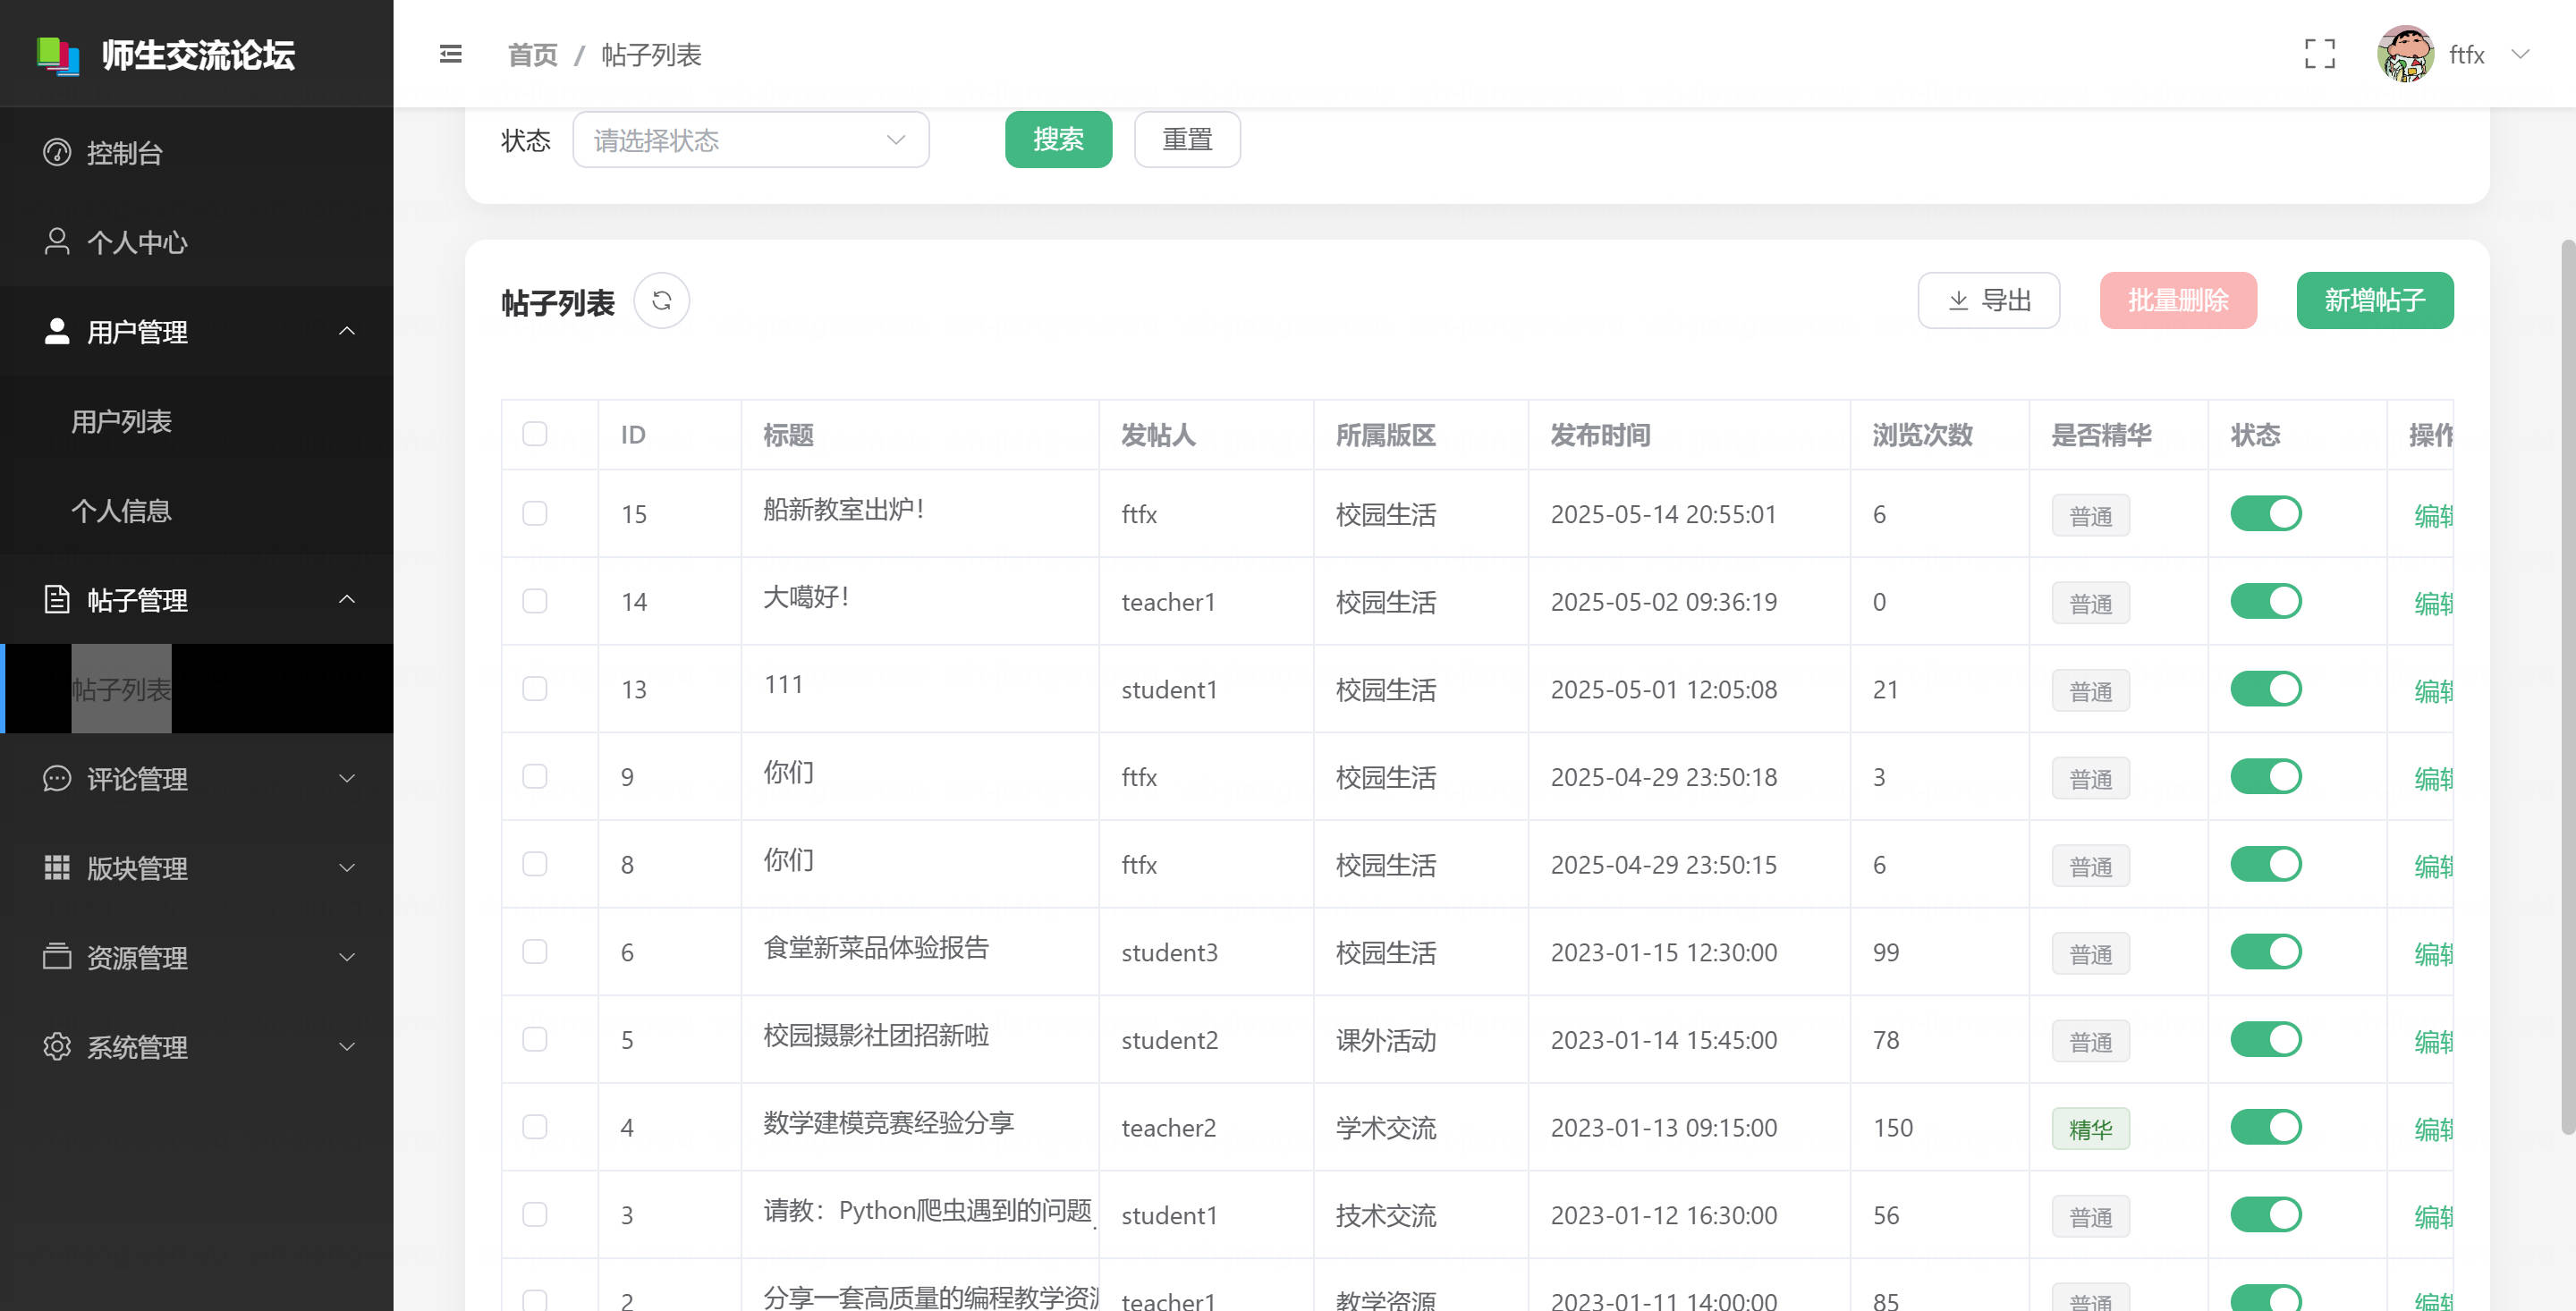 师生交流论坛
首页 / 帖子列表
ftfx
控制台
个人中心
用户管理
用户列表
个人信息
帖子管理
帖子列表
评论管理
版块管理
资源管理
系统管理
状态 请选择状态 搜索 重置
帖子列表 导出 批量删除 新增帖子
ID 标题 发帖人 所属版区 发布时间 浏览次数 是否精华 状态 操作
15 船新教室出炉！ ftfx 校园生活 2025-05-14 20:55:01 6 普通 编辑
14 大噶好！ teacher1 校园生活 2025-05-02 09:36:19 0 普通 编辑
13 111 student1 校园生活 2025-05-01 12:05:08 21 普通 编辑
9 你们 ftfx 校园生活 2025-04-29 23:50:18 3 普通 编辑
8 你们 ftfx 校园生活 2025-04-29 23:50:15 6 普通 编辑
6 食堂新菜品体验报告 student3 校园生活 2023-01-15 12:30:00 99 普通 编辑
5 校园摄影社团招新啦 student2 课外活动 2023-01-14 15:45:00 78 普通 编辑
4 数学建模竞赛经验分享 teacher2 学术交流 2023-01-13 09:15:00 150 精华 编辑
3 请教：Python爬虫遇到的问题 student1 技术交流 2023-01-12 16:30:00 56 普通 编辑
2 分享一套高质量的编程教学资源 teacher1 教学资源 2023-01-11 14:00:00 85 普通 编辑